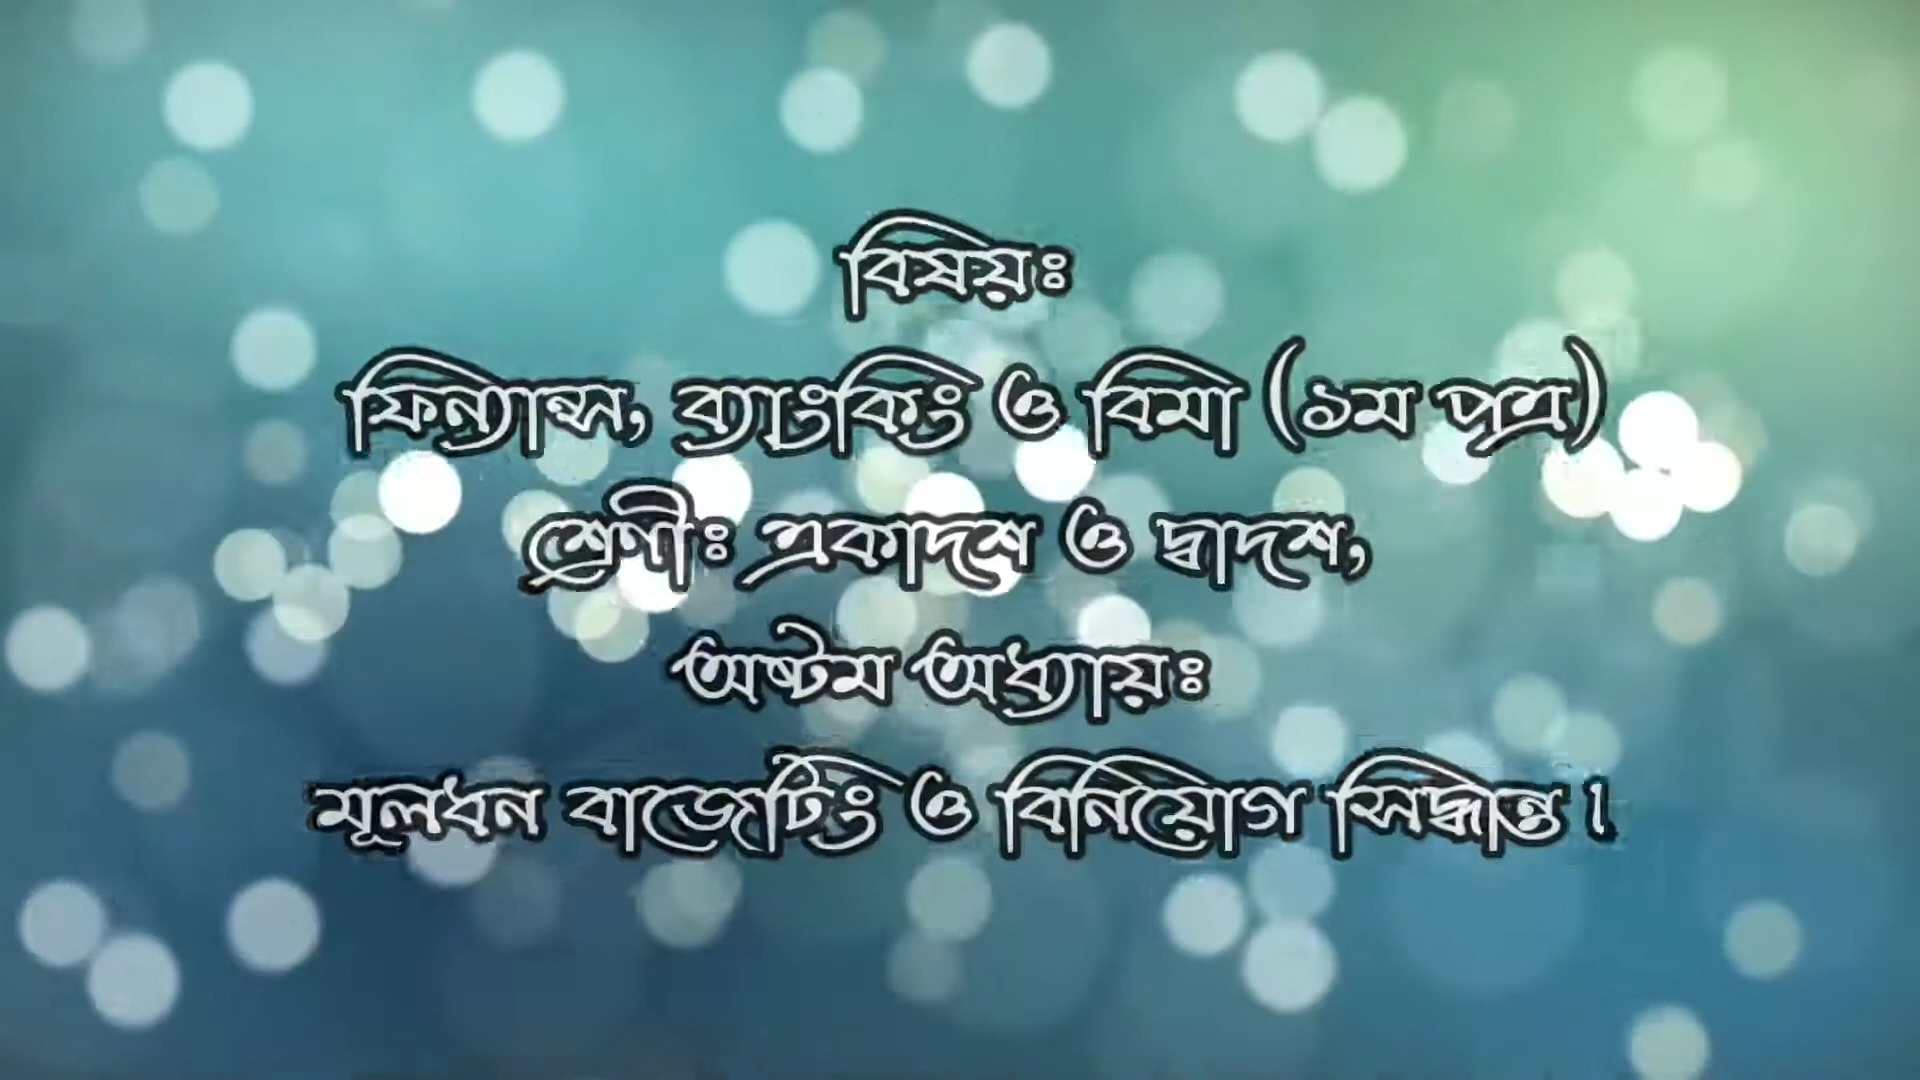 বিষয়ঃ
ফিন্যান্স, ব্যাংকিং ও বিমা (১ম পত্র)
শ্রেণীঃ একাদশ ও দ্বাদশ,
অষ্টম অধ্যায়ঃ
মূলধন বাজেটিং ও বিনিয়োগ সিদ্ধান্ত।